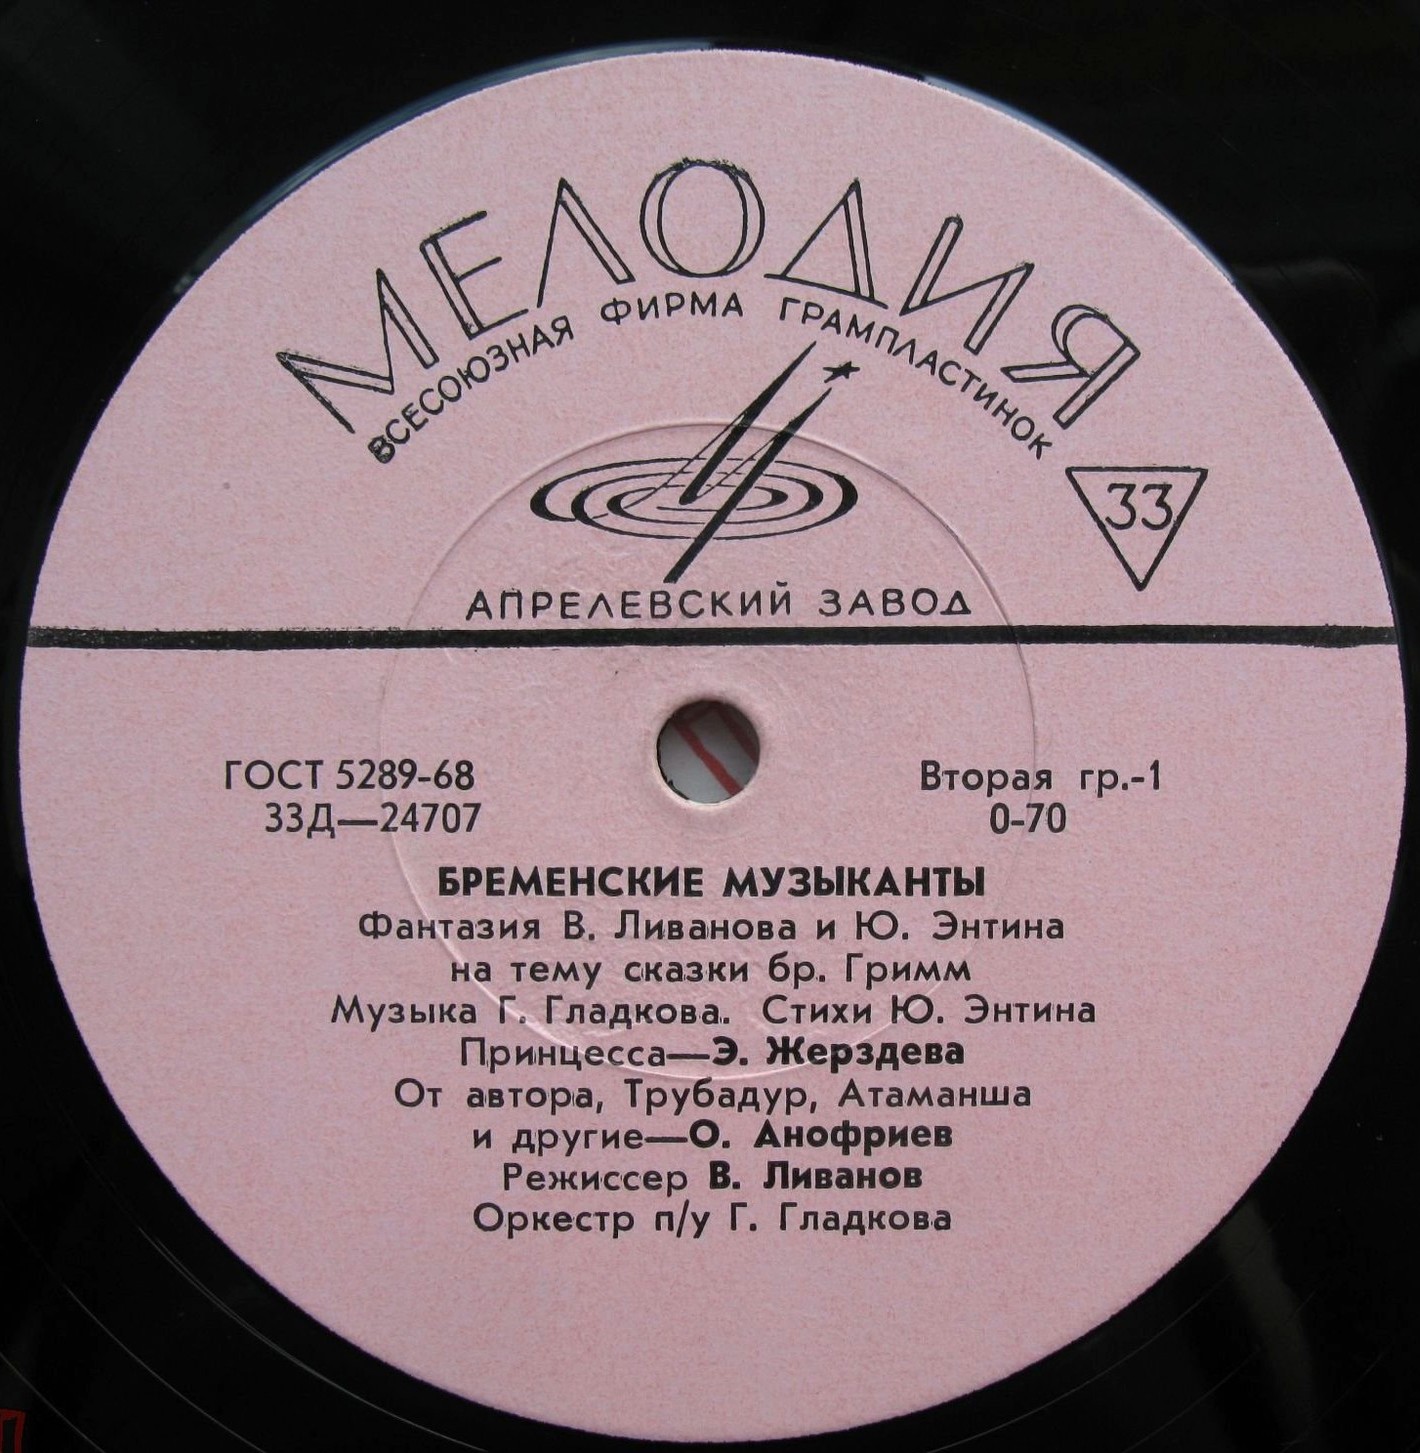 МЕЛОДИЯ
ВСЕСОЮЗНАЯ ФИРМА ГРАМПЛАСТИНОК
33
АПРЕЛЕВСКИЙ ЗАВОД
ГОСТ 5289-68 Вторая гр.-1
33Д—24707 0-70
БРЕМЕНСКИЕ МУЗЫКАНТЫ
Фантазия В. Ливанова и Ю. Энтина
на тему сказки бр. Гримм
Музыка Г. Гладкова. Стихи Ю. Энтина
Принцесса—Э. Жерздева
От автора, Трубадур, Атаманша
и другие—О. Анофриев
Режиссер В. Ливанов
Оркестр п/у Г. Гладкова